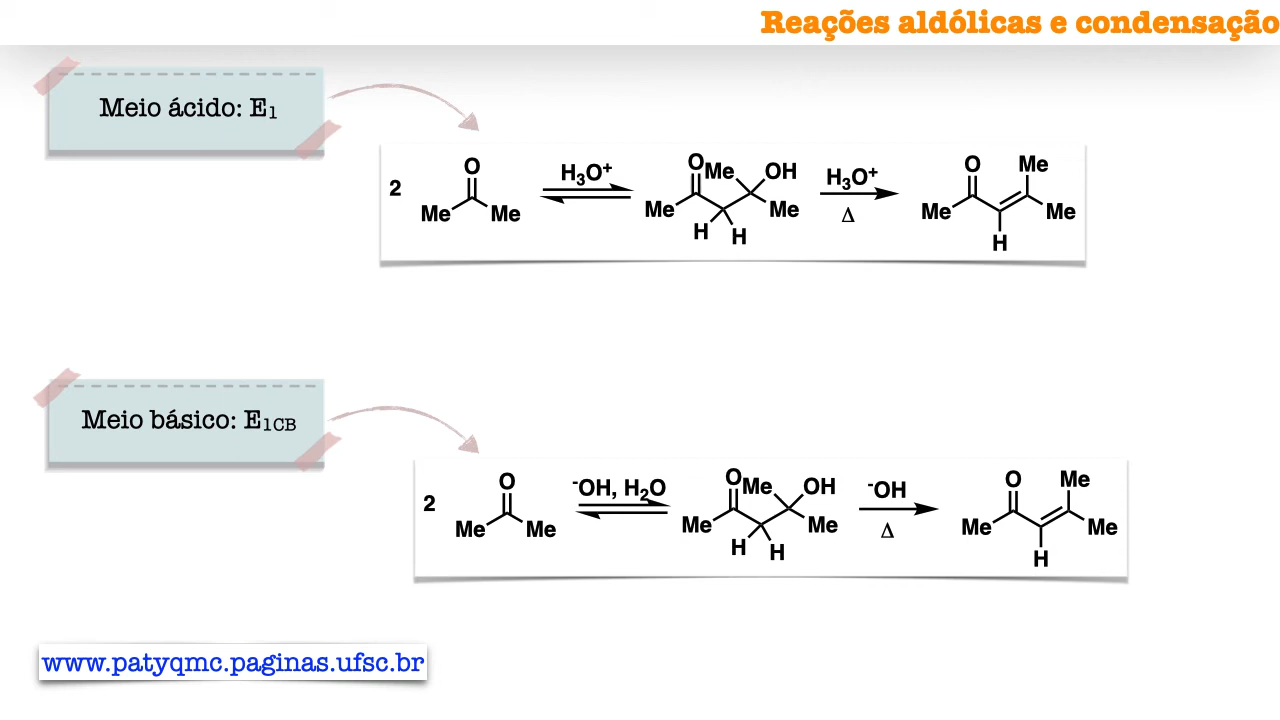 Reações aldólicas e condensação
Meio ácido: E₁
2 Me O Me
H₃O⁺
Me O Me OH Me H H
H₃O⁺
Δ
Me O Me Me H
Meio básico: E₁CB
2 Me O Me
⁻OH, H₂O
Me O Me OH Me H H
⁻OH
Δ
Me O Me Me H
www.patyqmc.paginas.ufsc.br